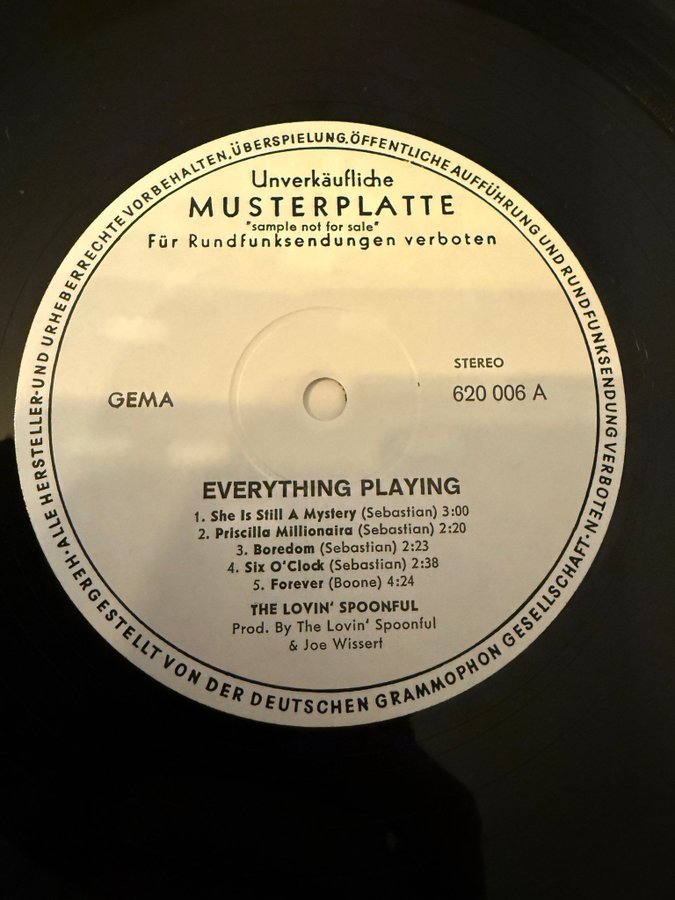 ·ALLE HERSTELLER-UND URHEBERRECHTE VORBEHALTEN, ÜBERSPIELUNG, ÖFFENTLICHE AUFFÜHRUNG UND RUNDFUNKSENDUNG VERBOTEN·
Unverkäufliche
MUSTERPLATTE
"sample not for sale"
Für Rundfunksendungen verboten
STEREO
GEMA
620 006 A
EVERYTHING PLAYING
1. She Is Still A Mystery (Sebastian) 3:00
2. Priscilla Millionaira (Sebastian) 2:20
3. Boredom (Sebastian) 2:23
4. Six O'Clock (Sebastian) 2:38
5. Forever (Boone) 4:24
THE LOVIN' SPOONFUL
Prod. By The Lovin' Spoonful
& Joe Wissert
HERGESTELLT VON DER DEUTSCHEN GRAMMOPHON GESELLSCHAFT·